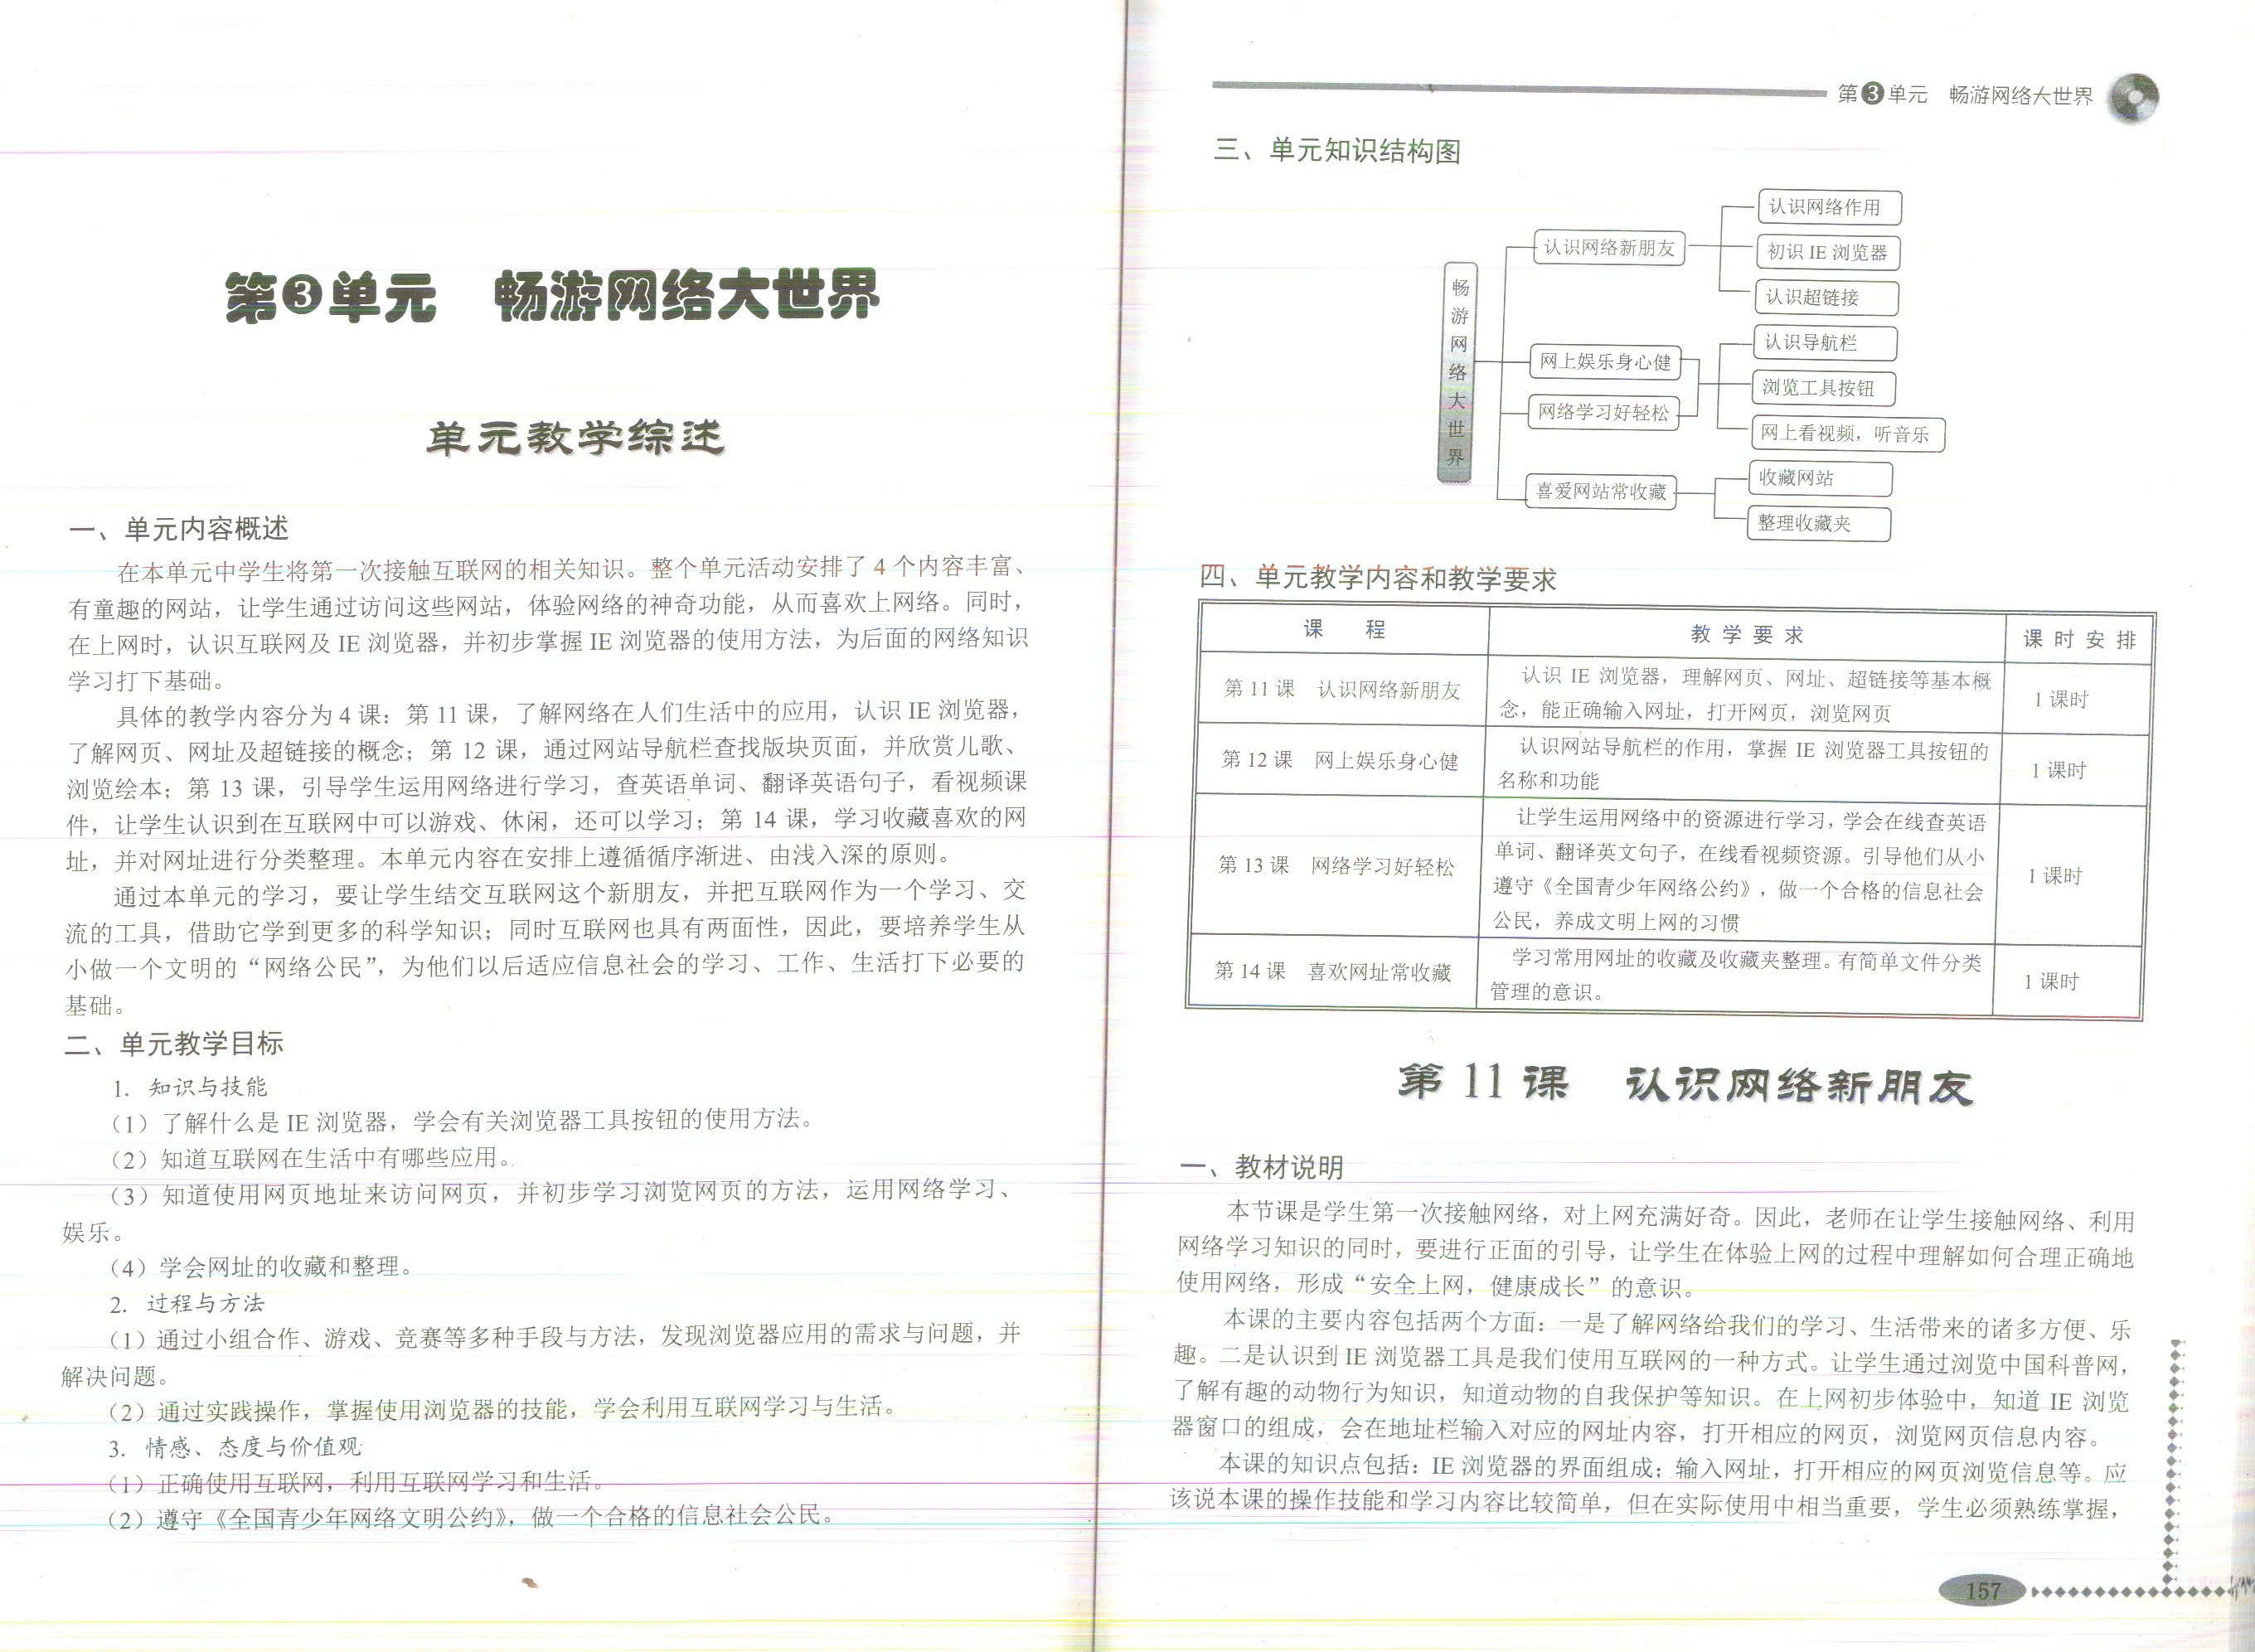 第3单元　畅游网络大世界
单元教学综述
一、单元内容概述
在本单元中学生将第一次接触互联网的相关知识。整个单元活动安排了 4 个内容丰富、
有童趣的网站，让学生通过访问这些网站，体验网络的神奇功能，从而喜欢上网络。同时，
在上网时，认识互联网及 IE 浏览器，并初步掌握 IE 浏览器的使用方法，为后面的网络知识
学习打下基础。
具体的教学内容分为 4 课：第 11 课，了解网络在人们生活中的应用，认识 IE 浏览器，
了解网页、网址及超链接的概念；第 12 课，通过网站导航栏查找版块页面，并欣赏儿歌、
浏览绘本；第 13 课，引导学生运用网络进行学习，查英语单词、翻译英语句子，看视频课
件，让学生认识到在互联网中可以游戏、休闲，还可以学习；第 14 课，学习收藏喜欢的网
址，并对网址进行分类整理。本单元内容在安排上遵循循序渐进、由浅入深的原则。
通过本单元的学习，要让学生结交互联网这个新朋友，并把互联网作为一个学习、交
流的工具，借助它学到更多的科学知识；同时互联网也具有两面性，因此，要培养学生从
小做一个文明的“网络公民”，为他们以后适应信息社会的学习、工作、生活打下必要的
基础。
二、单元教学目标
1. 知识与技能
（1）了解什么是 IE 浏览器，学会有关浏览器工具按钮的使用方法。
（2）知道互联网在生活中有哪些应用。
（3）知道使用网页地址来访问网页，并初步学习浏览网页的方法，运用网络学习、
娱乐。
（4）学会网址的收藏和整理。
2. 过程与方法
（1）通过小组合作、游戏、竞赛等多种手段与方法，发现浏览器应用的需求与问题，并
解决问题。
（2）通过实践操作，掌握使用浏览器的技能，学会利用互联网学习与生活。
3. 情感、态度与价值观
（1）正确使用互联网，利用互联网学习和生活。
（2）遵守《全国青少年网络文明公约》，做一个合格的信息社会公民。
第3单元　畅游网络大世界
三、单元知识结构图
畅游网络大世界
认识网络新朋友
认识网络作用
初识 IE 浏览器
认识超链接
网上娱乐身心健
网络学习好轻松
认识导航栏
浏览工具按钮
网上看视频，听音乐
喜爱网站常收藏
收藏网站
整理收藏夹
四、单元教学内容和教学要求
课　程　教学要求　课时安排
第 11 课　认识网络新朋友　认识 IE 浏览器，理解网页、网址、超链接等基本概
念，能正确输入网址，打开网页，浏览网页　1 课时
第 12 课　网上娱乐身心健　认识网站导航栏的作用，掌握 IE 浏览器工具按钮的
名称和功能　1 课时
第 13 课　网络学习好轻松　让学生运用网络中的资源进行学习，学会在线查英语
单词、翻译英文句子，在线看视频资源。引导他们从小
遵守《全国青少年网络公约》，做一个合格的信息社会
公民，养成文明上网的习惯　1 课时
第 14 课　喜欢网址常收藏　学习常用网址的收藏及收藏夹整理。有简单文件分类
管理的意识。　1 课时
第 11 课　认识网络新朋友
一、教材说明
本节课是学生第一次接触网络，对上网充满好奇。因此，老师在让学生接触网络、利用
网络学习知识的同时，要进行正面的引导，让学生在体验上网的过程中理解如何合理正确地
使用网络，形成“安全上网，健康成长”的意识。
本课的主要内容包括两个方面：一是了解网络给我们的学习、生活带来的诸多方便、乐
趣。二是认识到 IE 浏览器工具是我们使用互联网的一种方式。让学生通过浏览中国科普网，
了解有趣的动物行为知识，知道动物的自我保护等知识。在上网初步体验中，知道 IE 浏览
器窗口的组成，会在地址栏输入对应的网址内容，打开相应的网页，浏览网页信息内容。
本课的知识点包括：IE 浏览器的界面组成；输入网址，打开相应的网页浏览信息等。应
该说本课的操作技能和学习内容比较简单，但在实际使用中相当重要，学生必须熟练掌握，
157